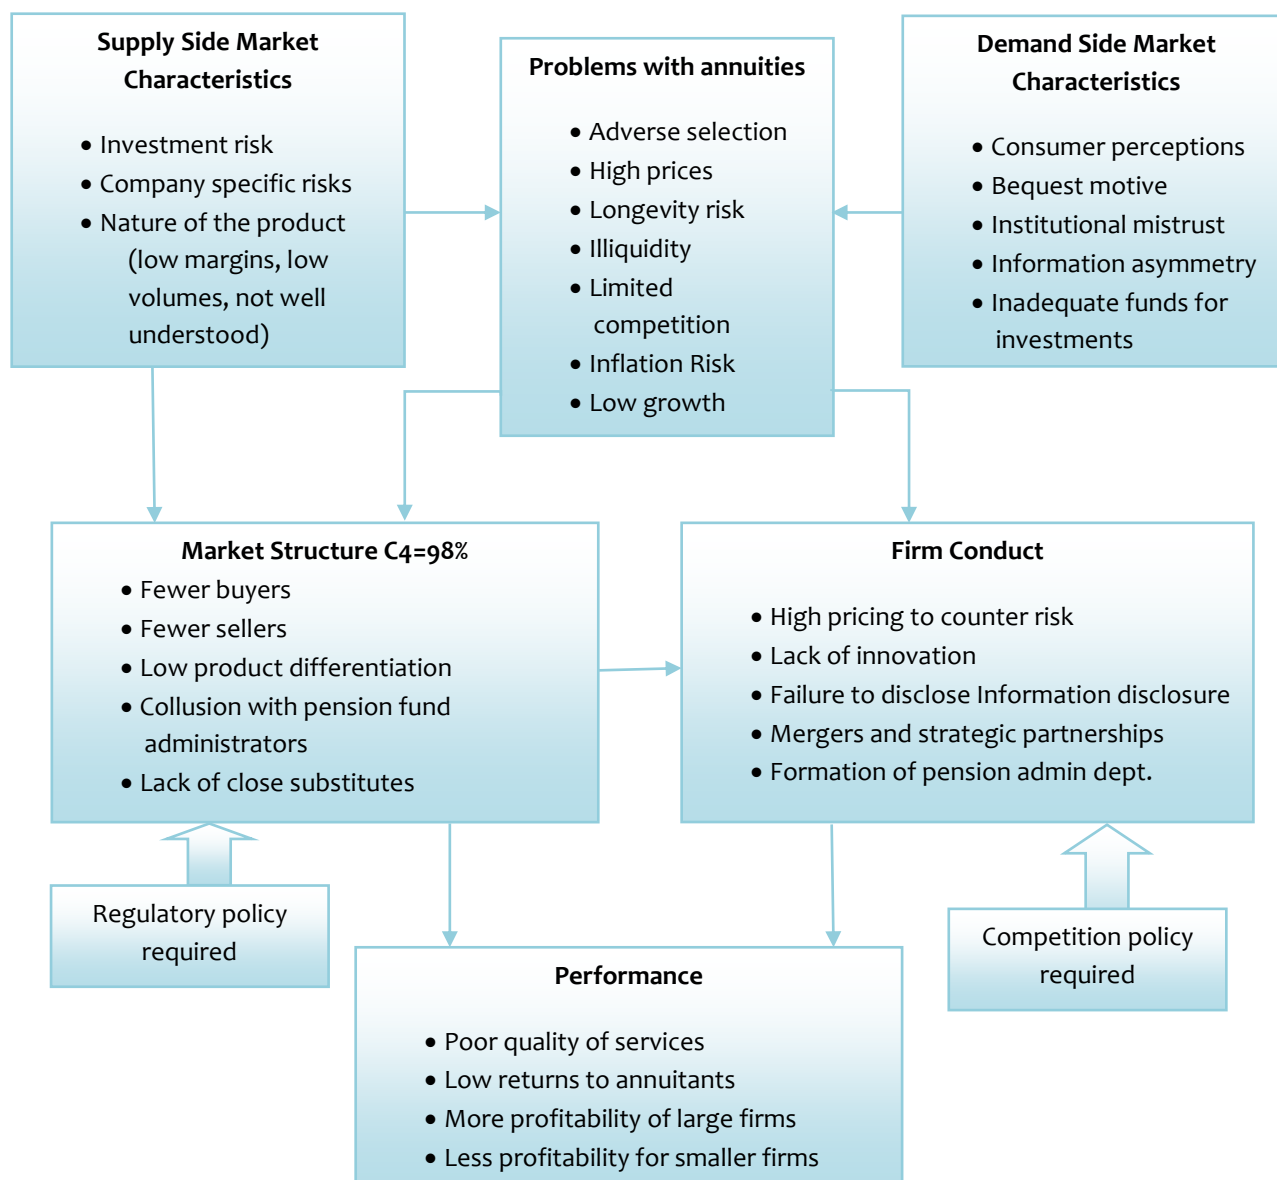 Supply Side Market
Characteristics
• Investment risk
• Company specific risks
• Nature of the product
(low margins, low
volumes, not well
understood)
Problems with annuities
• Adverse selection
• High prices
• Longevity risk
• Illiquidity
• Limited
competition
• Inflation Risk
• Low growth
Demand Side Market
Characteristics
• Consumer perceptions
• Bequest motive
• Institutional mistrust
• Information asymmetry
• Inadequate funds for
investments
Market Structure C4=98%
• Fewer buyers
• Fewer sellers
• Low product differentiation
• Collusion with pension fund
administrators
• Lack of close substitutes
Firm Conduct
• High pricing to counter risk
• Lack of innovation
• Failure to disclose Information disclosure
• Mergers and strategic partnerships
• Formation of pension admin dept.
Regulatory policy
required
Competition policy
required
Performance
• Poor quality of services
• Low returns to annuitants
• More profitability of large firms
• Less profitability for smaller firms